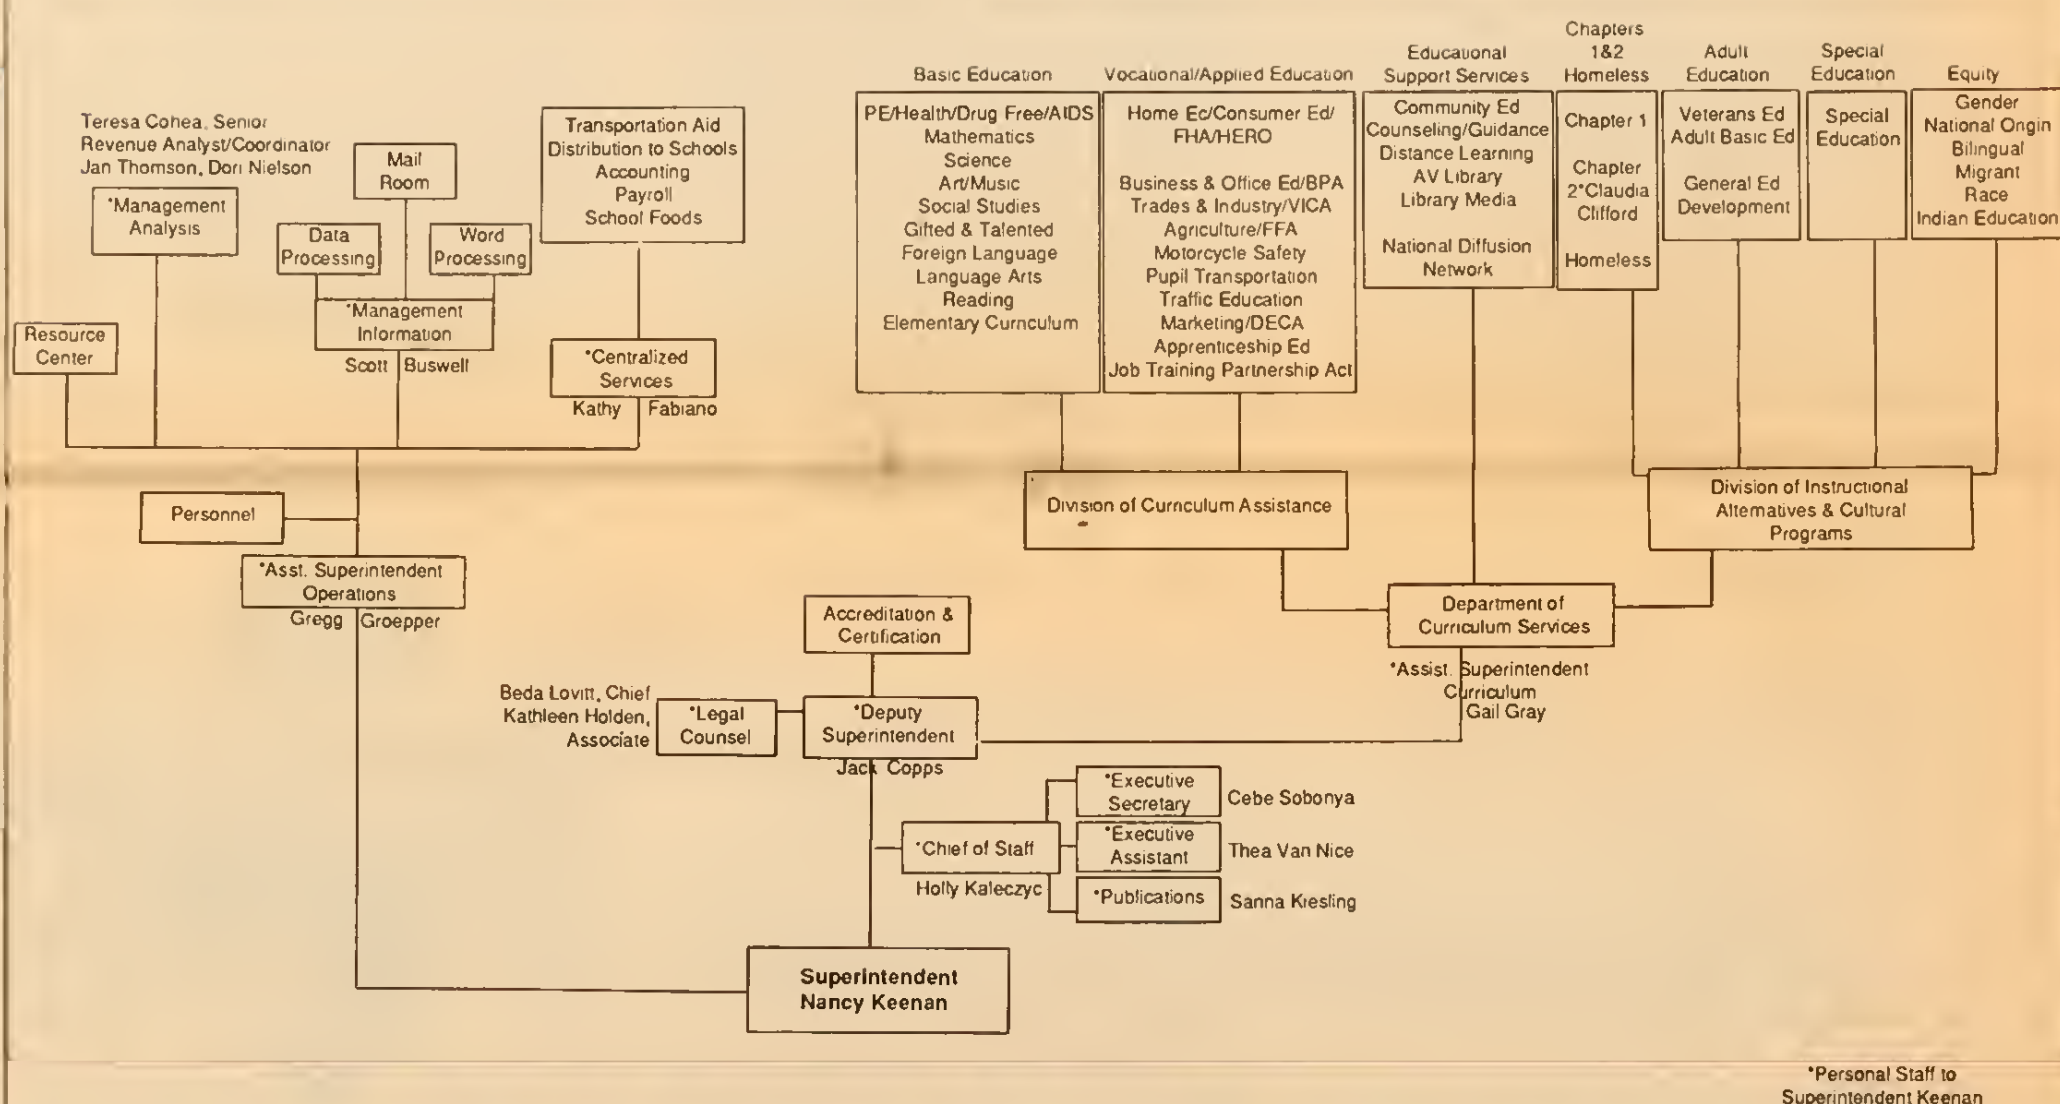 Teresa Cohea, Senior
Revenue Analyst/Coordinator
Jan Thomson, Dori Nielson
*Management
Analysis
Mail
Room
Data
Processing
Word
Processing
*Management
Information
Scott Buswell
Resource
Center
Transportation Aid
Distribution to Schools
Accounting
Payroll
School Foods
*Centralized
Services
Kathy Fabiano
Personnel
*Asst. Superintendent
Operations
Gregg Groepper
Basic Education
PE/Health/Drug Free/AIDS
Mathematics
Science
Art/Music
Social Studies
Gifted & Talented
Foreign Language
Language Arts
Reading
Elementary Curriculum
Vocational/Applied Education
Home Ec/Consumer Ed/
FHA/HERO
Business & Office Ed/BPA
Trades & Industry/VICA
Agriculture/FFA
Motorcycle Safety
Pupil Transportation
Traffic Education
Marketing/DECA
Apprenticeship Ed
Job Training Partnership Act
Educational
Support Services
Community Ed
Counseling/Guidance
Distance Learning
AV Library
Library Media
National Diffusion
Network
Chapters
1&2
Homeless
Chapter 1
Chapter
2*Claudia
Clifford
Homeless
Adult
Education
Veterans Ed
Adult Basic Ed
General Ed
Development
Special
Education
Special
Education
Equity
Gender
National Origin
Bilingual
Migrant
Race
Indian Education
Division of Curriculum Assistance
Division of Instructional
Alternatives & Cultural
Programs
Department of
Curriculum Services
*Assist. Superintendent
Curriculum
Gail Gray
Accreditation &
Certification
Beda Lovitt, Chief
Kathleen Holden,
Associate
*Legal
Counsel
*Deputy
Superintendent
Jack Copps
*Executive
Secretary
Cebe Sobonya
*Chief of Staff
Holly Kaleczyc
*Executive
Assistant
Thea Van Nice
*Publications
Sanna Kiesling
Superintendent
Nancy Keenan
*Personal Staff to
Superintendent Keenan